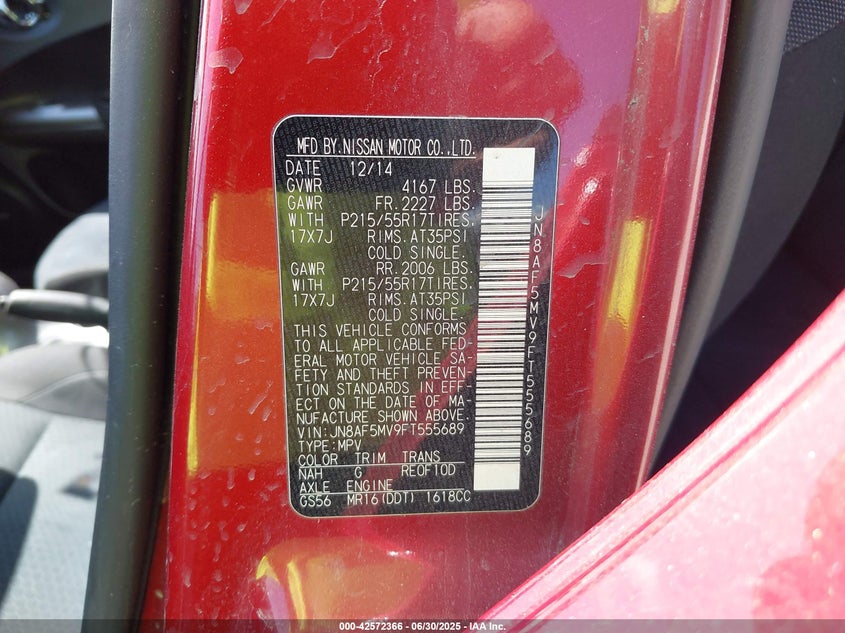 MFD BY.NISSAN MOTOR CO.,LTD.
DATE 12/14
GVWR 4167 LBS.
GAWR FR.2227 LBS.
WITH P215/55R17TIRES.
17X7J RIMS.AT35PSI
COLD SINGLE.
GAWR RR.2006 LBS.
WITH P215/55R17TIRES.
17X7J RIMS.AT35PSI
COLD SINGLE.
THIS VEHICLE CONFORMS
TO ALL APPLICABLE FED-
ERAL MOTOR VEHICLE SA-
FETY AND THEFT PREVEN-
TION STANDARDS IN EFF-
ECT ON THE DATE OF MA-
NUFACTURE SHOWN ABOVE.
VIN:JN8AF5MV9FT555689
TYPE:MPV
COLOR TRIM TRANS
NAH G REOF10D
AXLE ENGINE
GS56 MR16(DDT) 1618CC
JN8AF5MV9FT555689
000-42572366 - 06/30/2025 - IAA Inc.